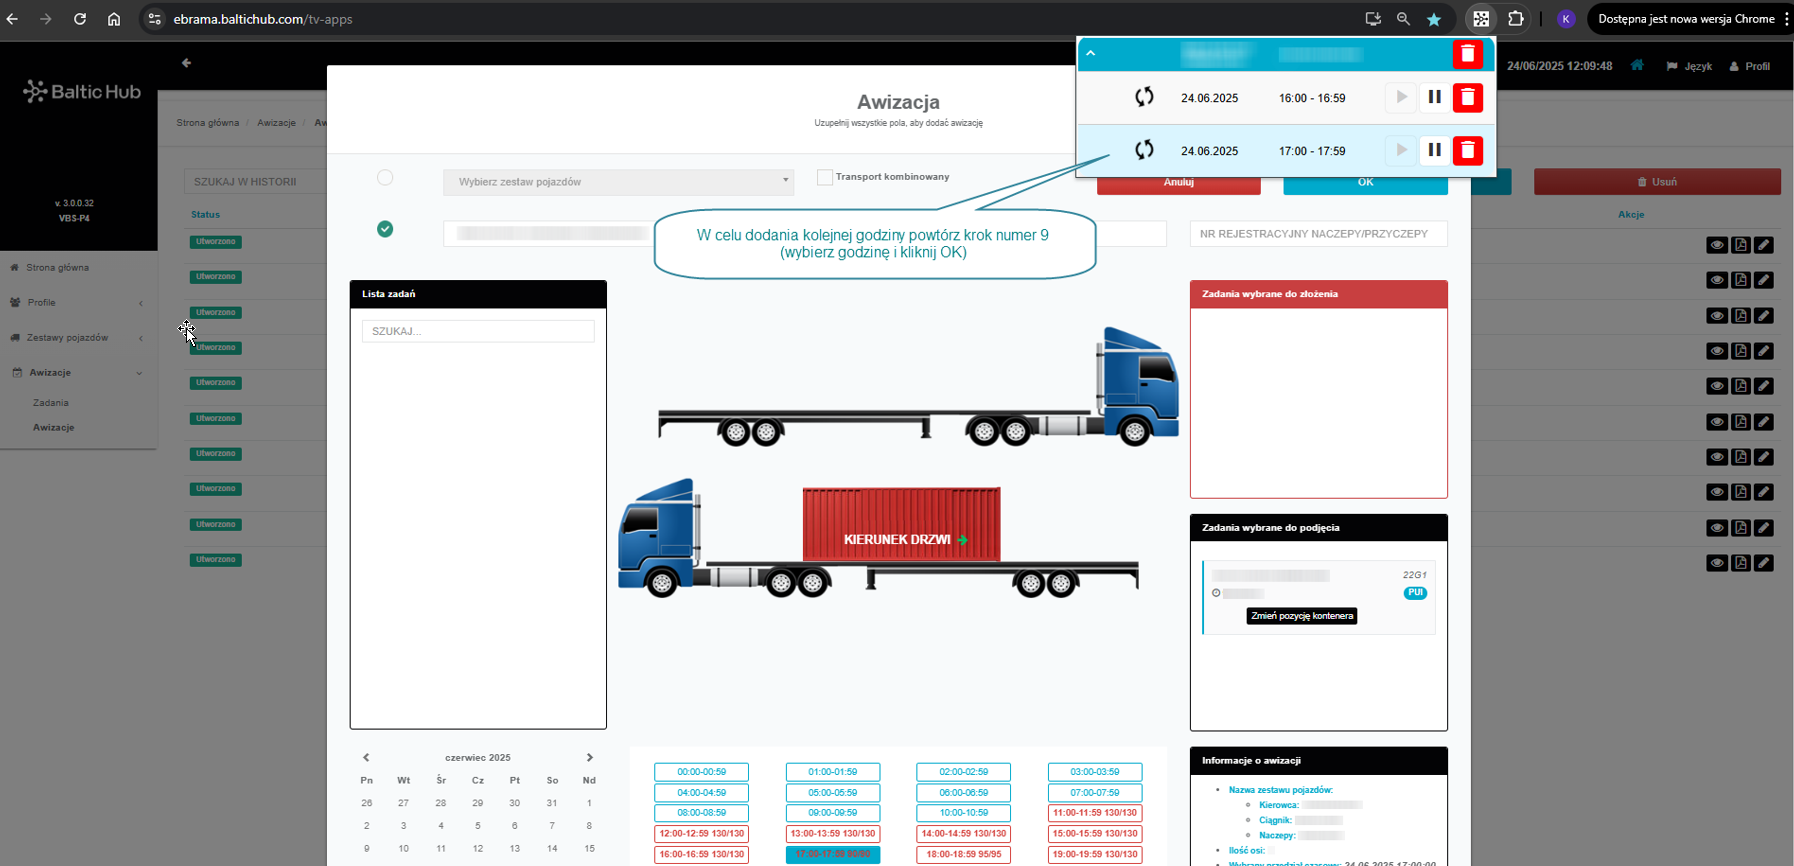 ebrama.baltichub.com/tv-apps
K
Dostępna jest nowa wersja Chrome
Baltic Hub
v. 3.0.0.32
VBS-P4
Strona główna
Profile
Zestawy pojazdów
Awizacje
Zadania
Awizacje
24/06/2025 12:09:48
Język
Profil
Strona główna / Awizacje / Aw
SZUKAJ W HISTORII
Usuń
Status
Akcje
Utworzono
Utworzono
Utworzono
Utworzono
Utworzono
Utworzono
Utworzono
Utworzono
Utworzono
Utworzono
Awizacja
Uzupełnij wszystkie pola, aby dodać awizację
24.06.2025 16:00 - 16:59
24.06.2025 17:00 - 17:59
Wybierz zestaw pojazdów
Transport kombinowany
Anuluj
OK
NR REJESTRACYJNY NACZEPY/PRZYCZEPY
W celu dodania kolejnej godziny powtórz krok numer 9
(wybierz godzinę i kliknij OK)
Lista zadań
SZUKAJ...
KIERUNEK DRZWI
Zadania wybrane do złożenia
Zadania wybrane do podjęcia
22G1
PUI
Zmień pozycję kontenera
czerwiec 2025
Pn Wt Śr Cz Pt So Nd
26 27 28 29 30 31 1
2 3 4 5 6 7 8
9 10 11 12 13 14 15
00:00-00:59 01:00-01:59 02:00-02:59 03:00-03:59
04:00-04:59 05:00-05:59 06:00-06:59 07:00-07:59
08:00-08:59 09:00-09:59 10:00-10:59 11:00-11:59 130/130
12:00-12:59 130/130 13:00-13:59 130/130 14:00-14:59 130/130 15:00-15:59 130/130
16:00-16:59 130/130 17:00-17:59 18:00-18:59 95/95 19:00-19:59 130/130
Informacje o awizacji
Nazwa zestawu pojazdów:
Kierowca:
Ciągnik:
Naczepy:
Ilość osi:
Wybrany przedział czasowy: 24.06.2025 17:00:00